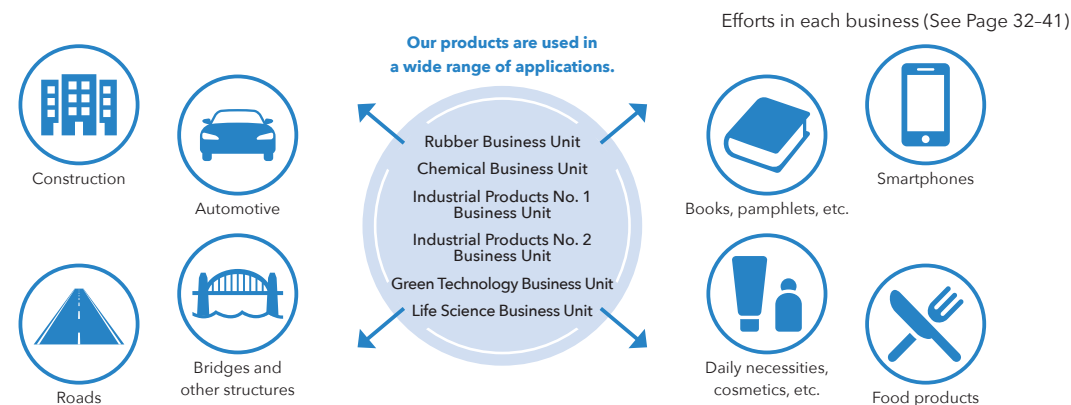 Efforts in each business (See Page 32–41)
Our products are used in
a wide range of applications.
Construction
Automotive
Roads
Bridges and
other structures
Rubber Business Unit
Chemical Business Unit
Industrial Products No. 1
Business Unit
Industrial Products No. 2
Business Unit
Green Technology Business Unit
Life Science Business Unit
Books, pamphlets, etc.
Smartphones
Daily necessities,
cosmetics, etc.
Food products